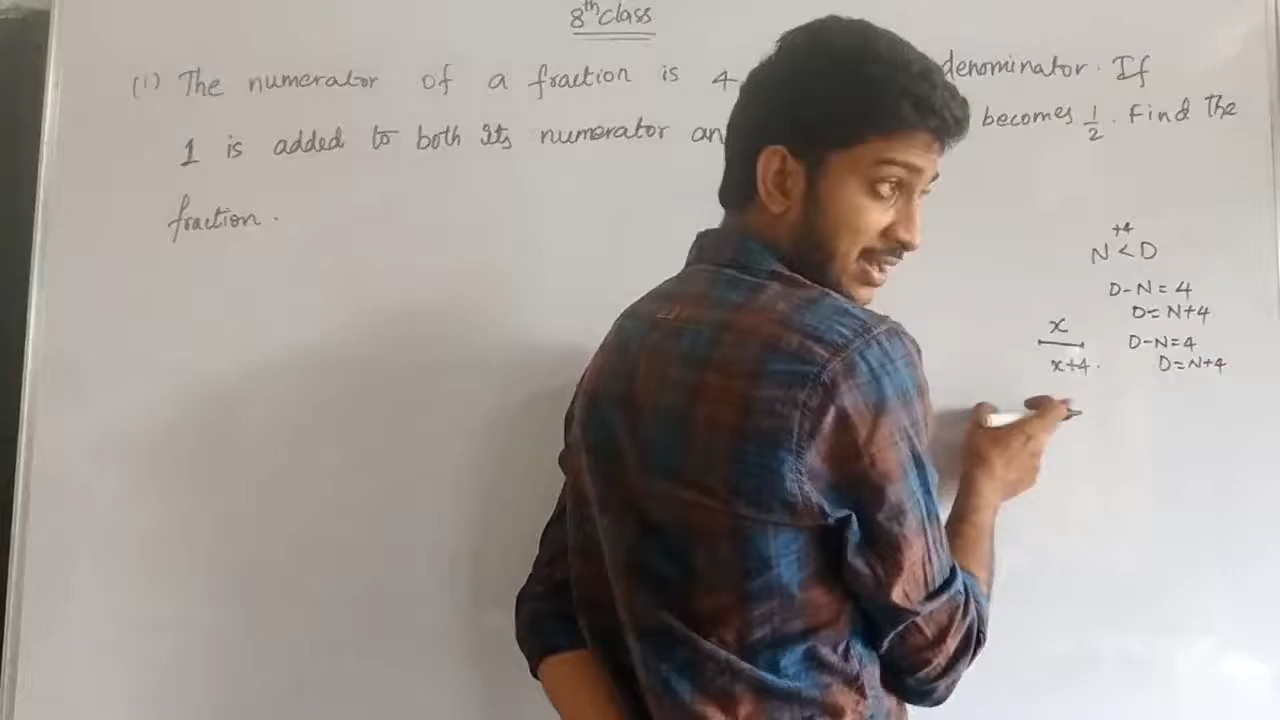 8th class
(1) The numerator of a fraction is 4 denominator. If
1 is added to both its numerator an becomes 1/2. Find the
fraction.
+4
N < D
D-N=4
D=N+4
x
x+4.
D-N=4
D=N+4